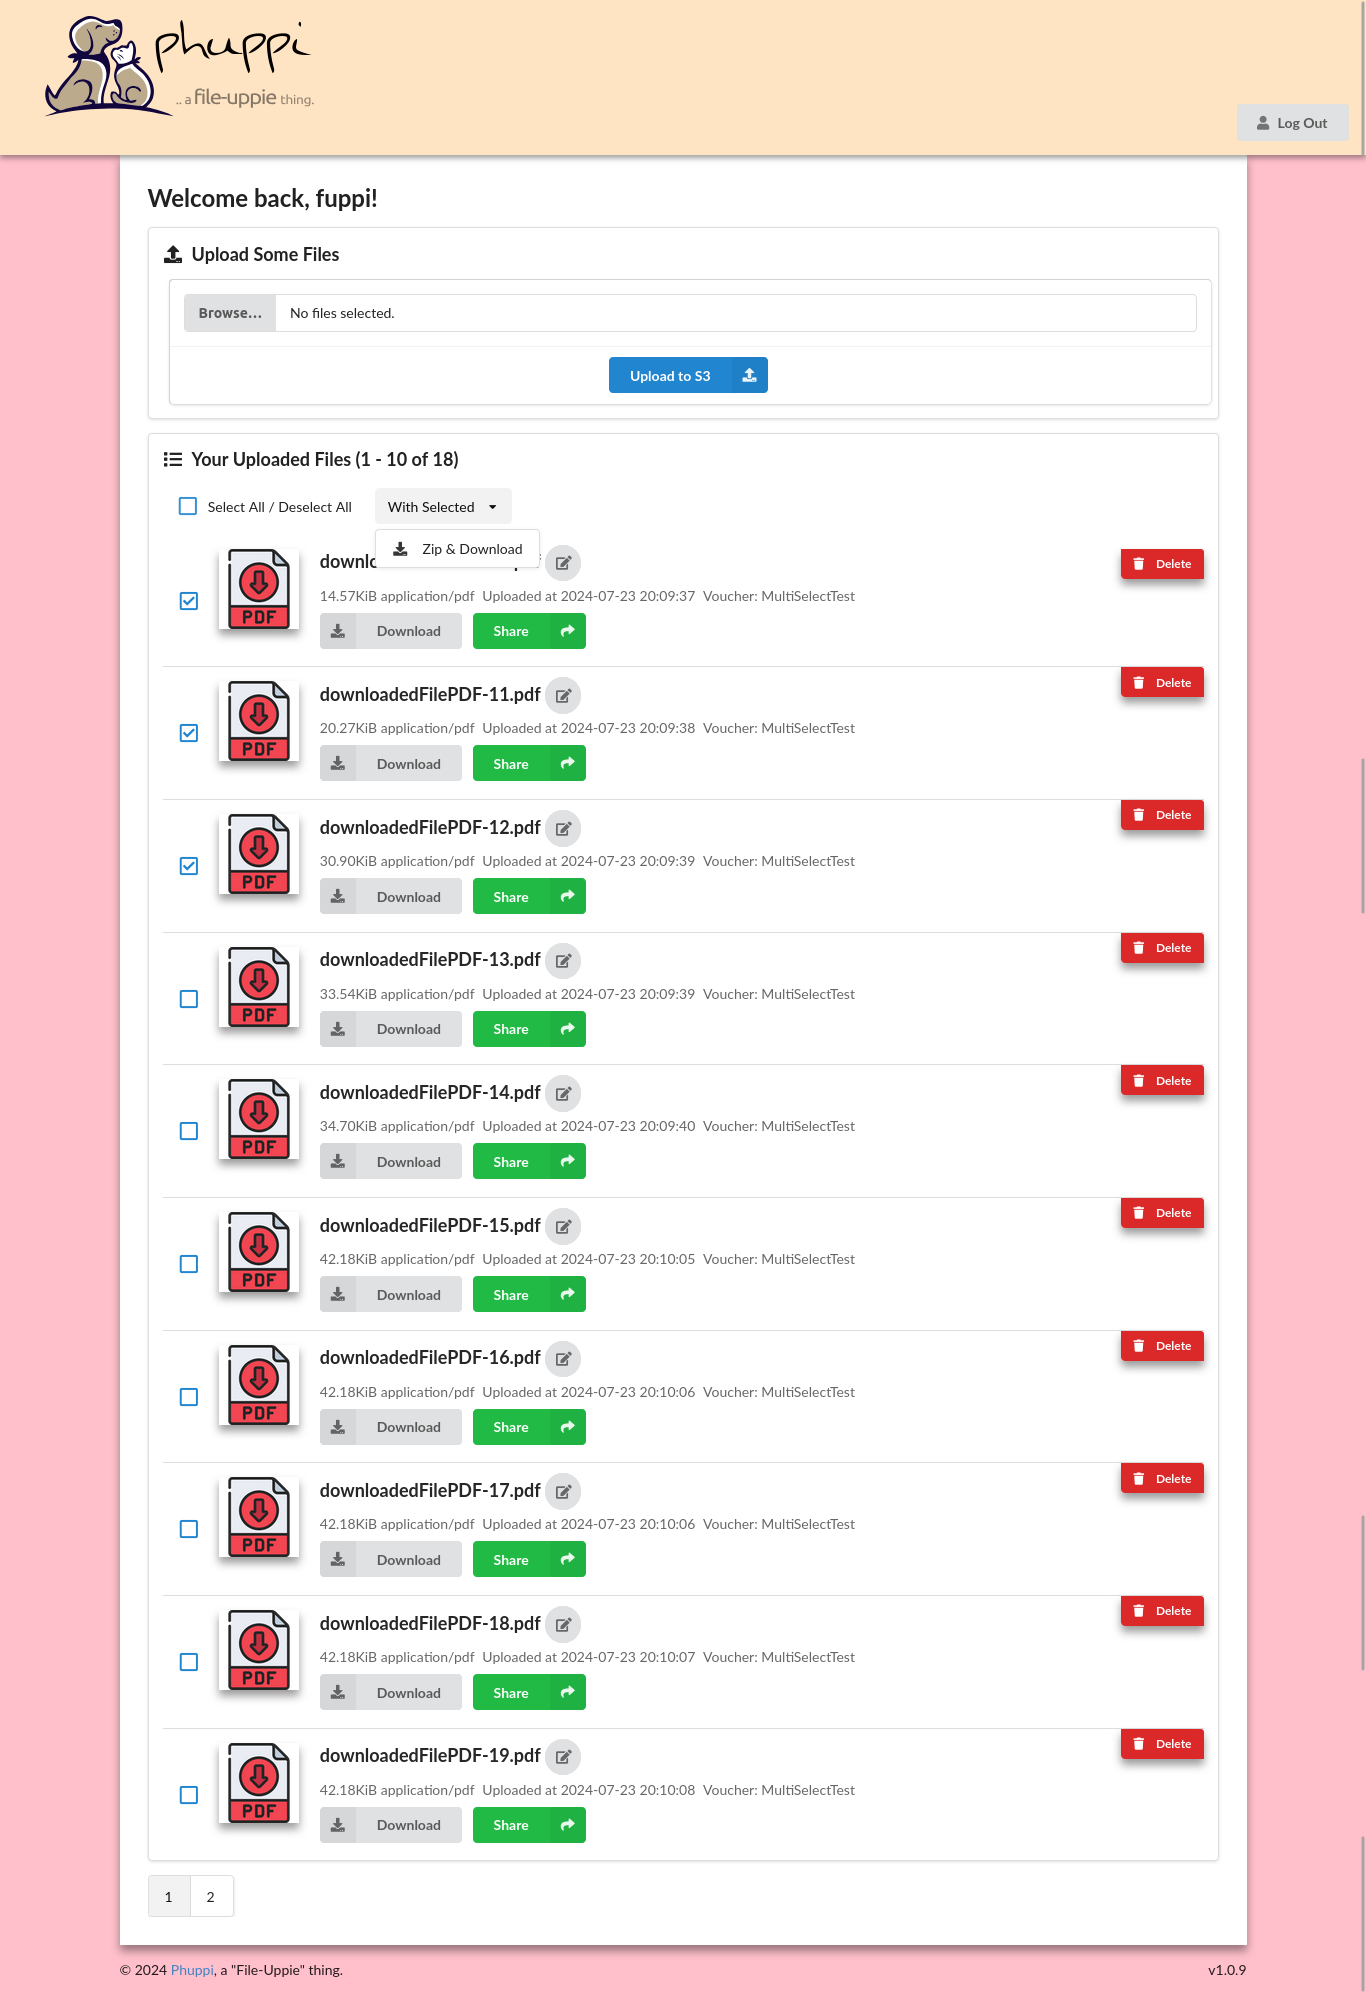 phuppi
.. a file-uppie thing.
Log Out
Welcome back, fuppi!
Upload Some Files
Browse... No files selected.
Upload to S3
Your Uploaded Files (1 - 10 of 18)
Select All / Deselect All With Selected
Zip & Download
Delete
14.57KiB application/pdf Uploaded at 2024-07-23 20:09:37 Voucher: MultiSelectTest
PDF
Download Share
downloadedFilePDF-11.pdf Delete
20.27KiB application/pdf Uploaded at 2024-07-23 20:09:38 Voucher: MultiSelectTest
PDF
Download Share
downloadedFilePDF-12.pdf Delete
30.90KiB application/pdf Uploaded at 2024-07-23 20:09:39 Voucher: MultiSelectTest
PDF
Download Share
downloadedFilePDF-13.pdf Delete
33.54KiB application/pdf Uploaded at 2024-07-23 20:09:39 Voucher: MultiSelectTest
PDF
Download Share
downloadedFilePDF-14.pdf Delete
34.70KiB application/pdf Uploaded at 2024-07-23 20:09:40 Voucher: MultiSelectTest
PDF
Download Share
downloadedFilePDF-15.pdf Delete
42.18KiB application/pdf Uploaded at 2024-07-23 20:10:05 Voucher: MultiSelectTest
PDF
Download Share
downloadedFilePDF-16.pdf Delete
42.18KiB application/pdf Uploaded at 2024-07-23 20:10:06 Voucher: MultiSelectTest
PDF
Download Share
downloadedFilePDF-17.pdf Delete
42.18KiB application/pdf Uploaded at 2024-07-23 20:10:06 Voucher: MultiSelectTest
PDF
Download Share
downloadedFilePDF-18.pdf Delete
42.18KiB application/pdf Uploaded at 2024-07-23 20:10:07 Voucher: MultiSelectTest
PDF
Download Share
downloadedFilePDF-19.pdf Delete
42.18KiB application/pdf Uploaded at 2024-07-23 20:10:08 Voucher: MultiSelectTest
PDF
Download Share
1 2
© 2024 Phuppi, a "File-Uppie" thing. v1.0.9